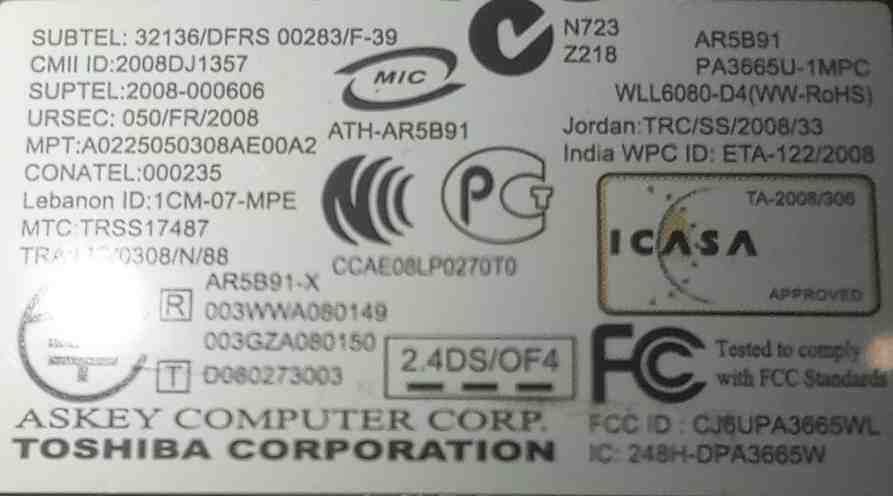 SUBTEL: 32136/DFRS 00283/F-39
CMII ID:2008DJ1357
SUPTEL:2008-000606
URSEC: 050/FR/2008
MPT:A0225050308AE00A2
CONATEL:000235
Lebanon ID:1CM-07-MPE
MTC:TRSS17487
/0308/N/88
MIC
ATH-AR5B91
CCAE08LP0270T0
N723
Z218
AR5B91
PA3665U-1MPC
WLL6080-D4(WW-RoHS)
Jordan:TRC/SS/2008/33
India WPC ID: ETA-122/2008
TA-2008/306
ICASA
APPROVED
AR5B91-X
R 003WWA080149
003GZA080150
T D080273003
2.4DS/OF4
FC Tested to comply
with FCC Standards
ASKEY COMPUTER CORP.
TOSHIBA CORPORATION
FCC ID : CJ6UPA3665WL
IC: 248H-DPA3665W